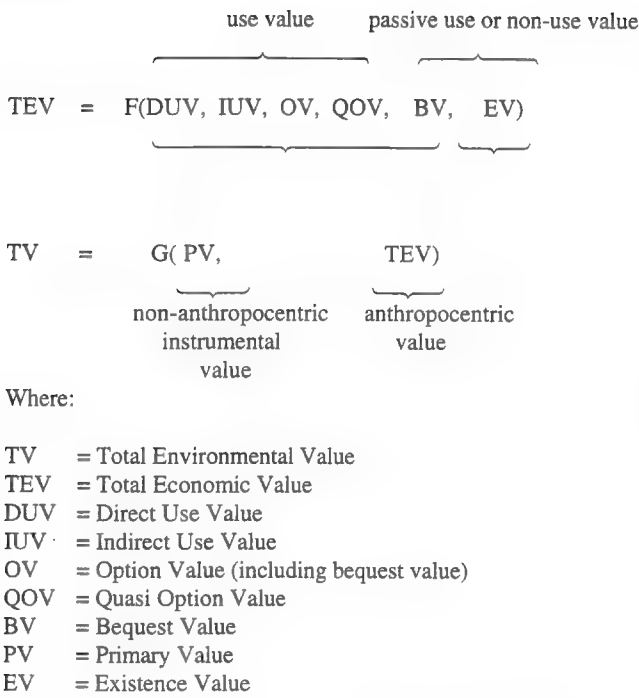 use value passive use or non-use value
TEV = F(DUV, IUV, OV, QOV, BV, EV)
TV = G( PV, TEV)
non-anthropocentric anthropocentric
instrumental value
value
Where:
TV = Total Environmental Value
TEV = Total Economic Value
DUV = Direct Use Value
IUV = Indirect Use Value
OV = Option Value (including bequest value)
QOV = Quasi Option Value
BV = Bequest Value
PV = Primary Value
EV = Existence Value